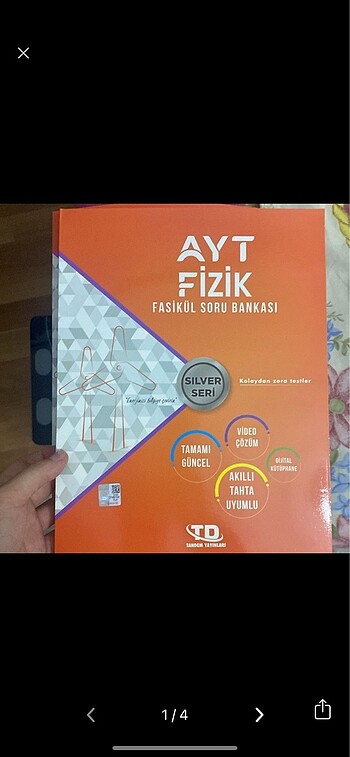 AYT
FİZİK
FASİKÜL SORU BANKASI
SILVER
SERİ
Kolaydan zora testler
TAMAMI
GÜNCEL
VİDEO
ÇÖZÜM
DİJİTAL
KÜTÜPHANE
AKILLI
TAHTA
UYUMLU
TD
TANDEM YAYINLARI
1 / 4